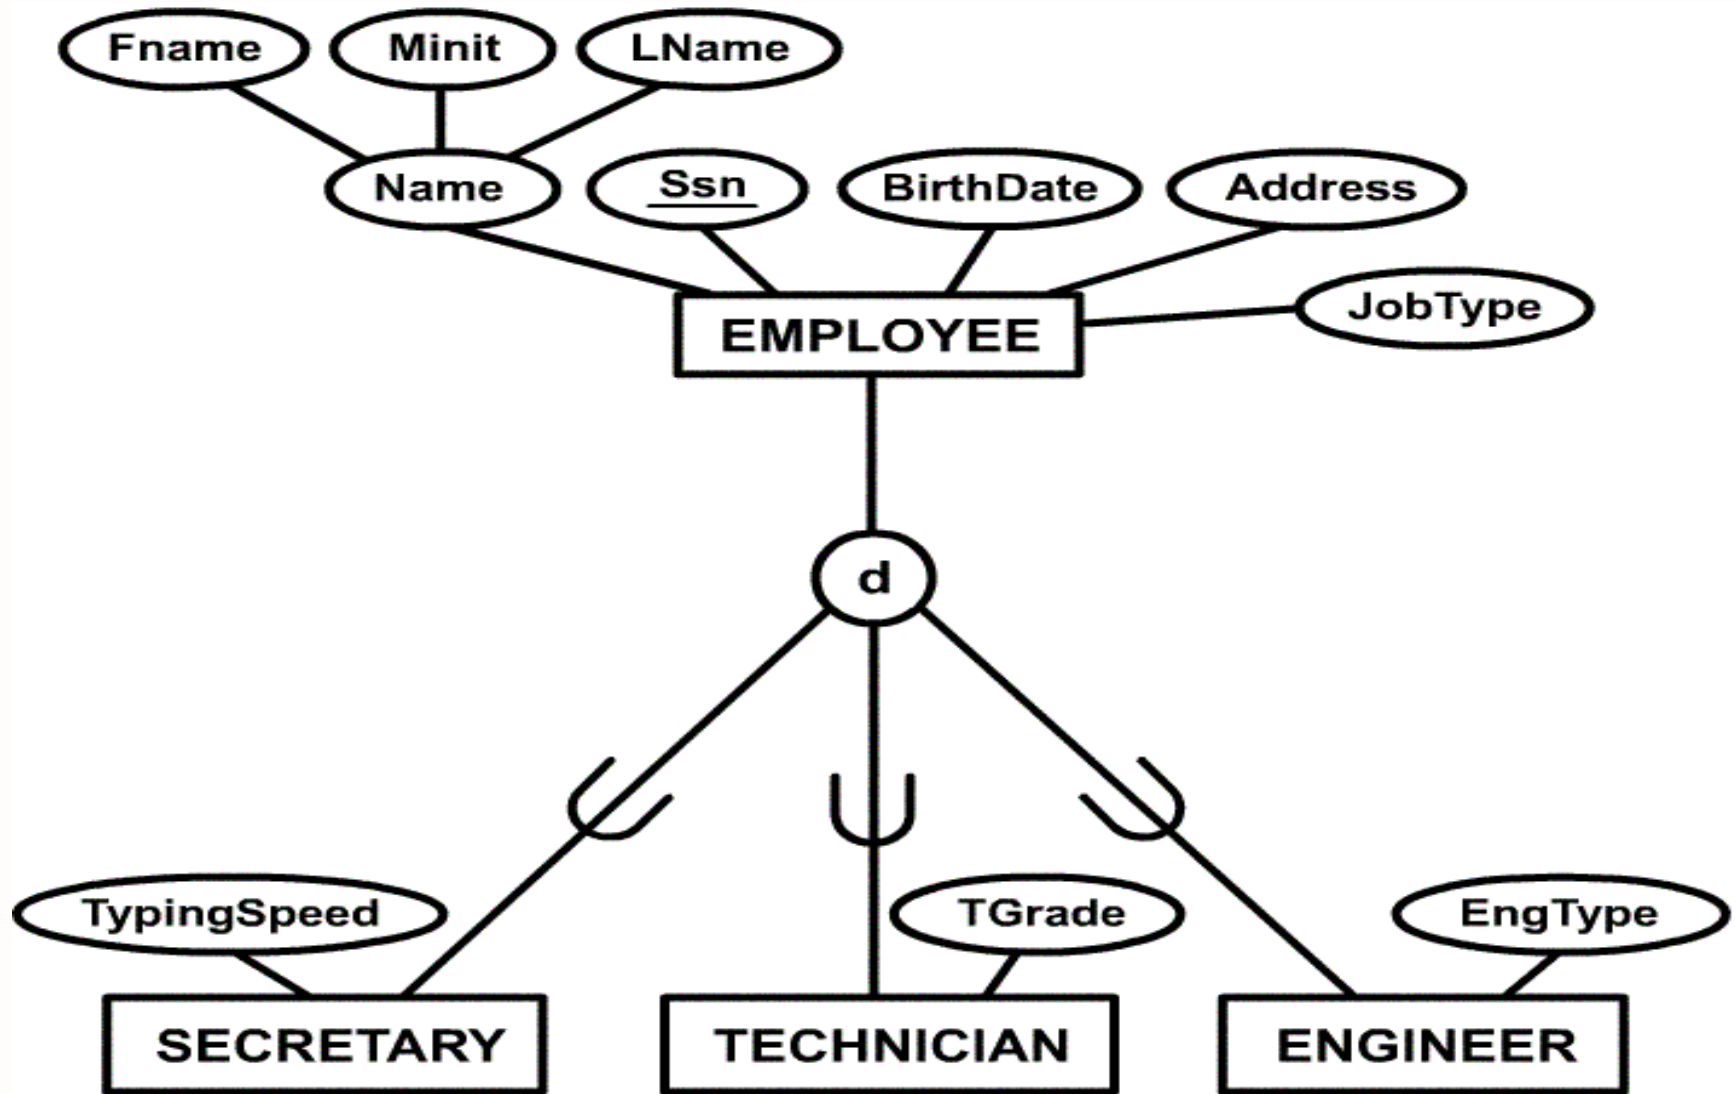 Fname
Minit
LName
Name
Ssn
BirthDate
Address
JobType
EMPLOYEE
d
TypingSpeed
TGrade
EngType
SECRETARY
TECHNICIAN
ENGINEER